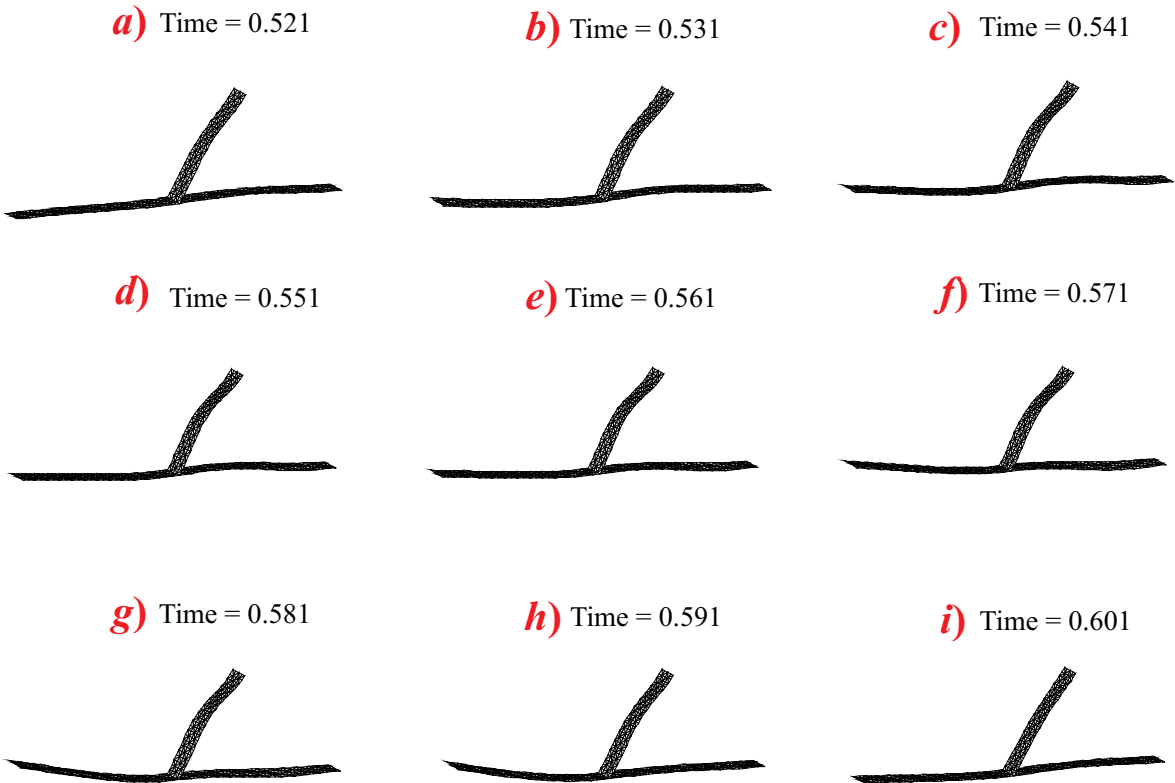 a) Time = 0.521
b) Time = 0.531
c) Time = 0.541
d) Time = 0.551
e) Time = 0.561
f) Time = 0.571
g) Time = 0.581
h) Time = 0.591
i) Time = 0.601